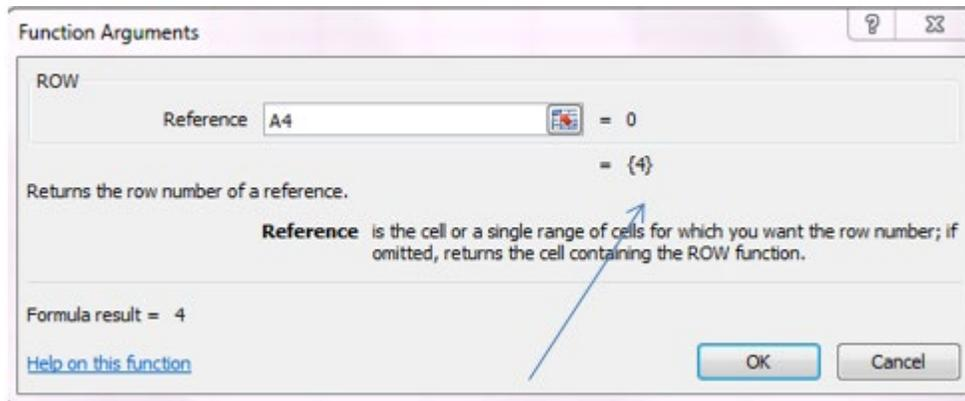 Function Arguments
ROW
Reference A4 = 0
= {4}
Returns the row number of a reference.
Reference is the cell or a single range of cells for which you want the row number; if
omitted, returns the cell containing the ROW function.
Formula result = 4
Help on this function
OK Cancel